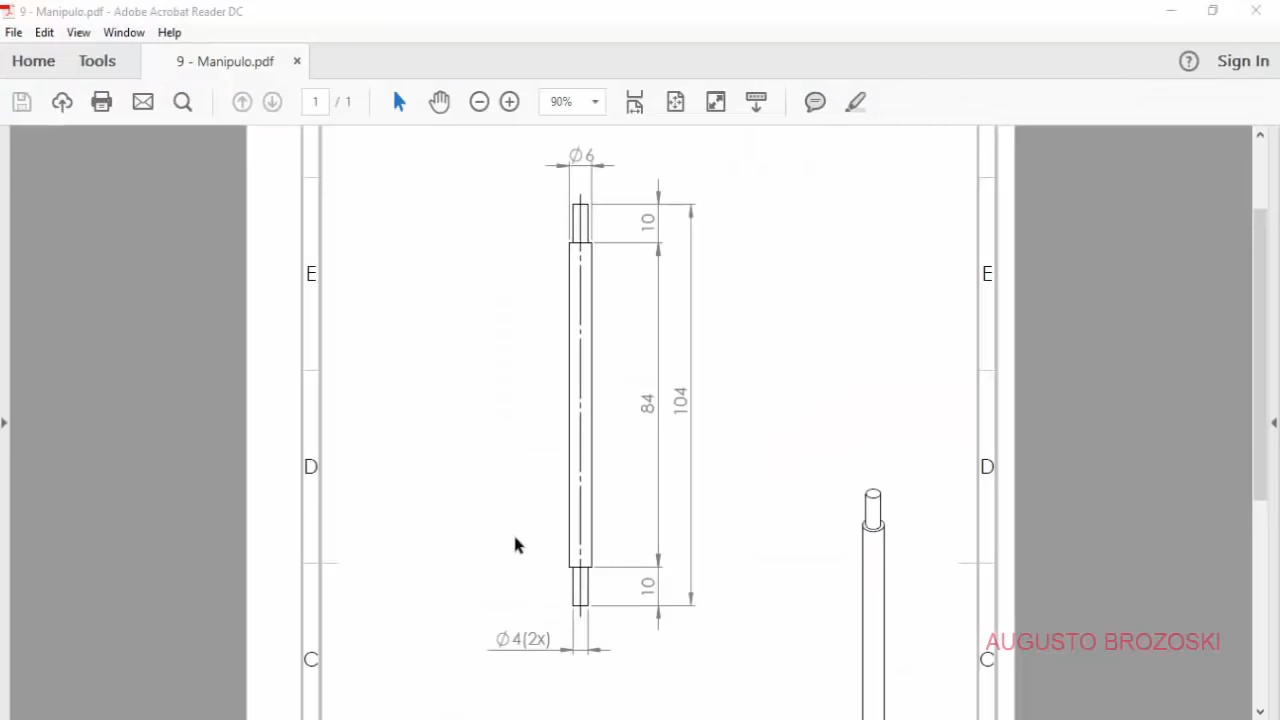 9 - Manipulo.pdf - Adobe Acrobat Reader DC
File Edit View Window Help
Home Tools 9 - Manipulo.pdf × ? Sign In
1 / 1 90%
Ø6
10
E E
84 104
D D
10
Ø4(2x)
AUGUSTO BROZOSKI
C C